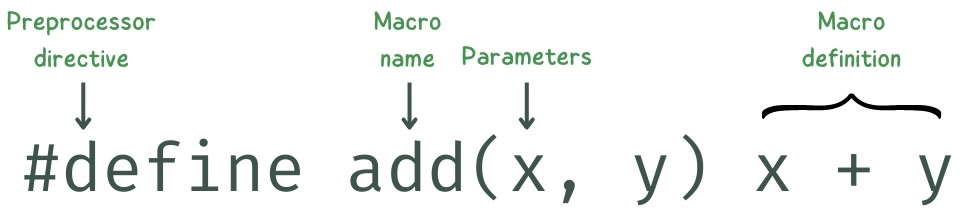 Preprocessor
directive
Macro
name
Parameters
Macro
definition
#define add(x, y) x + y